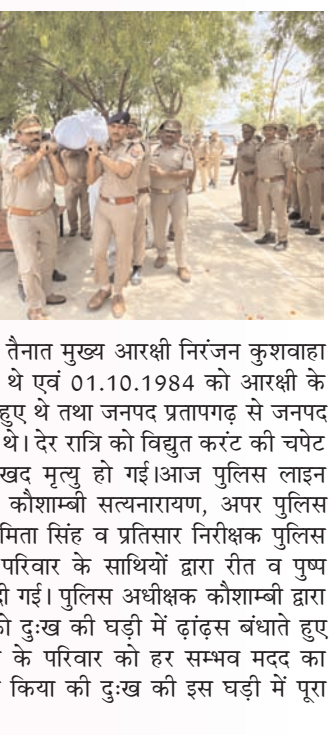 तैनात मुख्य आरक्षी निरंजन कुशवाहा
थे एवं 01.10.1984 को आरक्षी के
हुए थे तथा जनपद प्रतापगढ़ से जनपद
थे। देर रात्रि को विद्युत करंट की चपेट
खद मृत्यु हो गई।आज पुलिस लाइन
कौशाम्बी सत्यनारायण, अपर पुलिस
मिता सिंह व प्रतिसार निरीक्षक पुलिस
परिवार के साथियों द्वारा रीत व पुष्प
दी गई। पुलिस अधीक्षक कौशाम्बी द्वारा
को दुःख की घड़ी में ढ़ांढ़स बंधाते हुए
के परिवार को हर सम्भव मदद का
किया की दुःख की इस घड़ी में पूरा